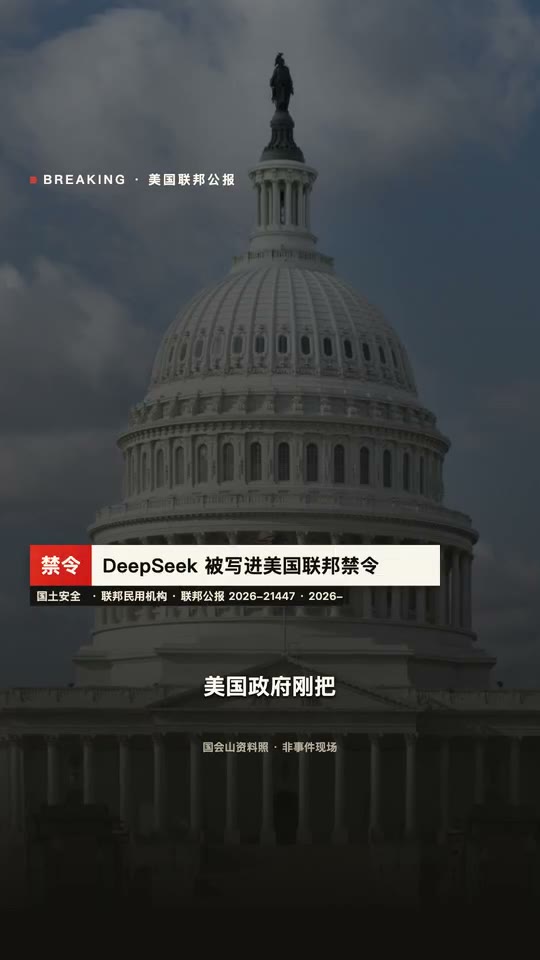 BREAKING · 美国联邦公报
禁令 DeepSeek 被写进美国联邦禁令
国土安全 · 联邦民用机构 · 联邦公报 2026-21447 · 2026-
美国政府刚把
国会山资料照 · 非事件现场